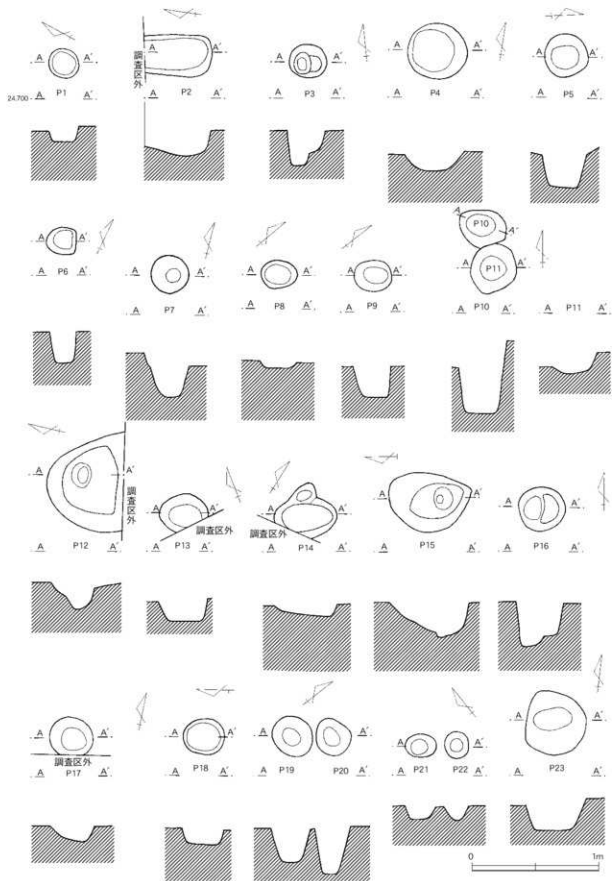 A A' A A' A A' A A' A A'
調査区外
24.700 A P1 A' A P2 A' A P3 A' A P4 A' A P5 A'
A A' A A' A A' A A' A P10 A'
A P6 A' A P7 A' A P8 A' A P9 A' A P11 A'
A P10 A' A P11 A'
A A' A A' A A' A A' A A'
調査区外
調査区外
調査区外
A P12 A' A P13 A' A P14 A' A P15 A' A P16 A'
A A' A A' A A' A A' A A'
調査区外
A P17 A' A P18 A' A P19 P20 A' A P21 P22 A' A P23 A'
0 1m